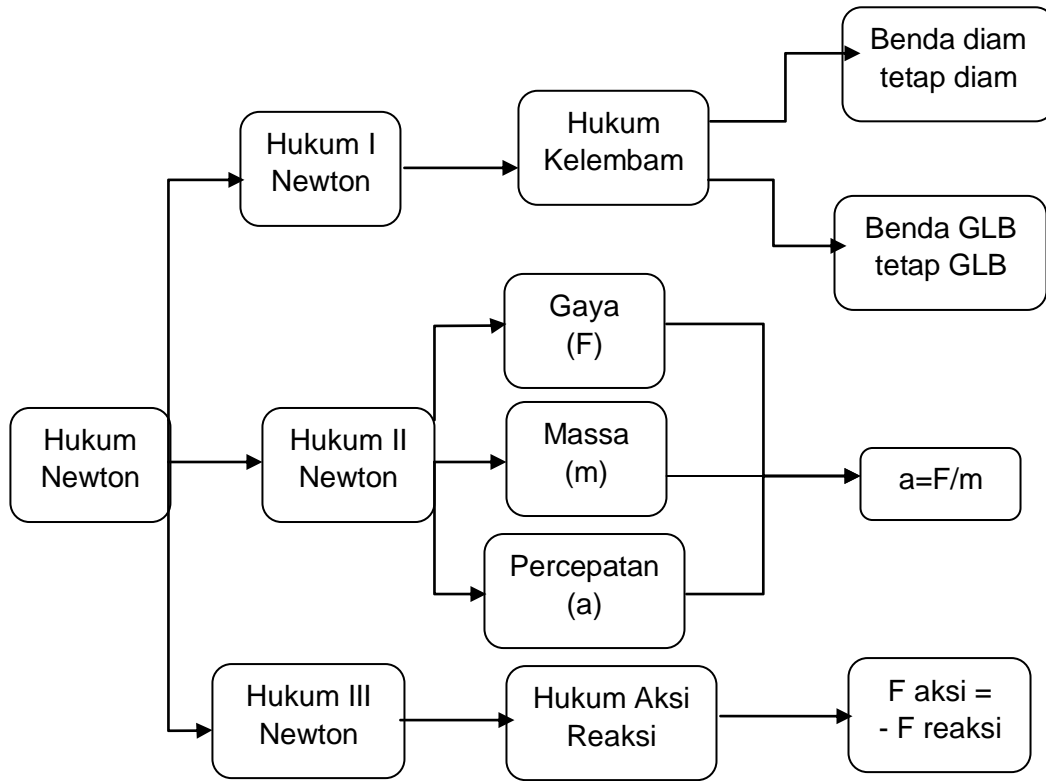 Benda diam
tetap diam
Hukum I
Newton
Hukum
Kelembam
Benda GLB
tetap GLB
Gaya
(F)
Hukum
Newton
Hukum II
Newton
Massa
(m)
a=F/m
Percepatan
(a)
Hukum III
Newton
Hukum Aksi
Reaksi
F aksi =
- F reaksi